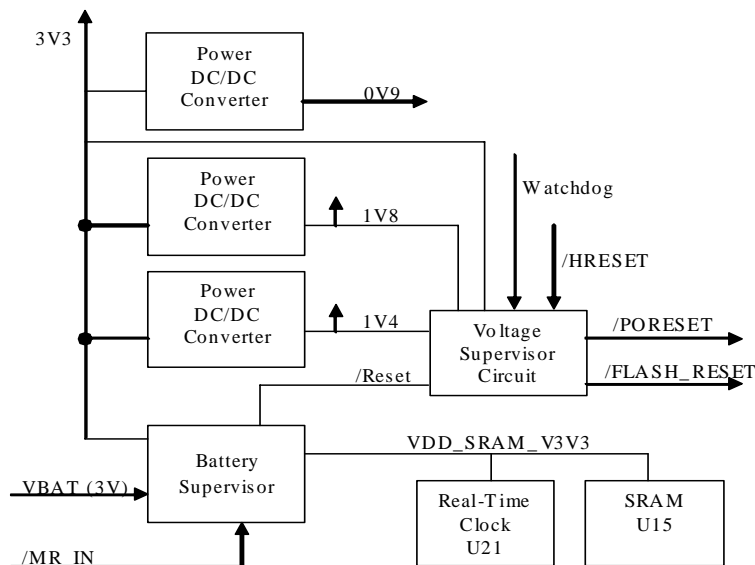 3V3
Power
DC/DC
Converter
0V9
Power
DC/DC
Converter
1V8
Watchdog
/HRESET
Power
DC/DC
Converter
1V4
Voltage
Supervisor
Circuit
/PORESET
/FLASH_RESET
/Reset
Battery
Supervisor
VDD_SRAM_V3V3
VBAT (3V)
Real-Time
Clock
U21
SRAM
U15
/MR_IN